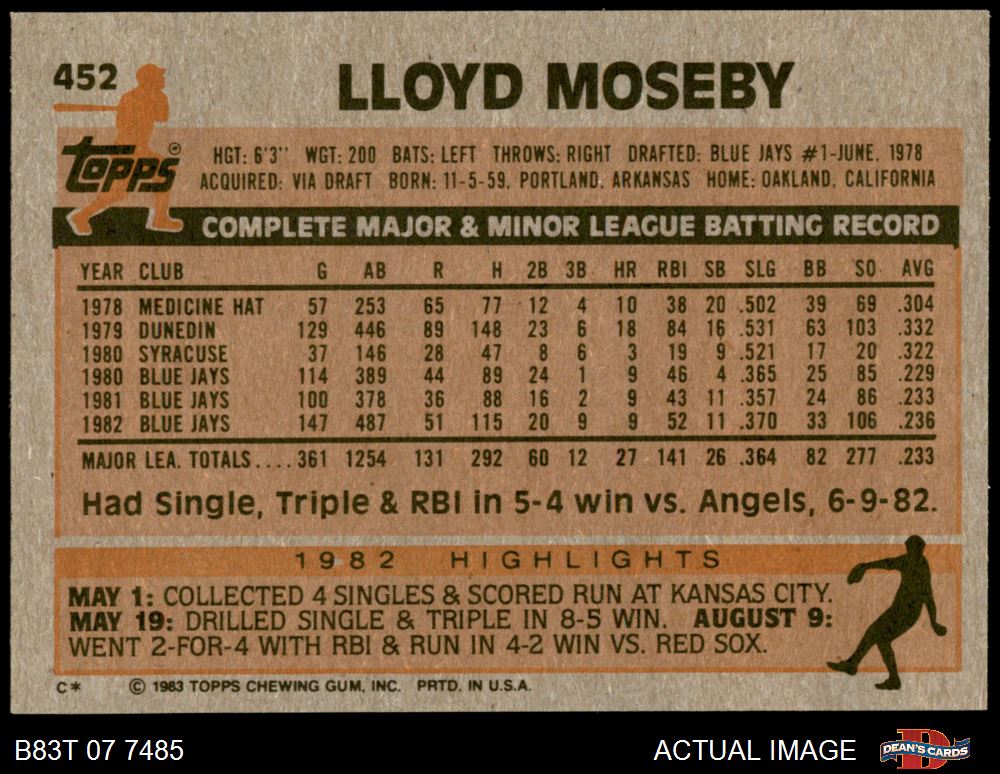 452
LLOYD MOSEBY
TOPPS ®
HGT: 6'3'' WGT: 200 BATS: LEFT THROWS: RIGHT DRAFTED: BLUE JAYS #1-JUNE, 1978
ACQUIRED: VIA DRAFT BORN: 11-5-59, PORTLAND, ARKANSAS HOME: OAKLAND, CALIFORNIA
COMPLETE MAJOR & MINOR LEAGUE BATTING RECORD
YEAR CLUB G AB R H 2B 3B HR RBI SB SLG BB SO AVG
1978 MEDICINE HAT 57 253 65 77 12 4 10 38 20 .502 39 69 .304
1979 DUNEDIN 129 446 89 148 23 6 18 84 16 .531 63 103 .332
1980 SYRACUSE 37 146 28 47 8 6 3 19 9 .521 17 20 .322
1980 BLUE JAYS 114 389 44 89 24 1 9 46 4 .365 25 85 .229
1981 BLUE JAYS 100 378 36 88 16 2 9 43 11 .357 24 86 .233
1982 BLUE JAYS 147 487 51 115 20 9 9 52 11 .370 33 106 .236
MAJOR LEA. TOTALS.... 361 1254 131 292 60 12 27 141 26 .364 82 277 .233
Had Single, Triple & RBI in 5-4 win vs. Angels, 6-9-82.
1982 HIGHLIGHTS
MAY 1: COLLECTED 4 SINGLES & SCORED RUN AT KANSAS CITY.
MAY 19: DRILLED SINGLE & TRIPLE IN 8-5 WIN. AUGUST 9:
WENT 2-FOR-4 WITH RBI & RUN IN 4-2 WIN VS. RED SOX.
C* © 1983 TOPPS CHEWING GUM, INC. PRTD. IN U.S.A.
B83T 07 7485 ACTUAL IMAGE DEAN'S CARDS